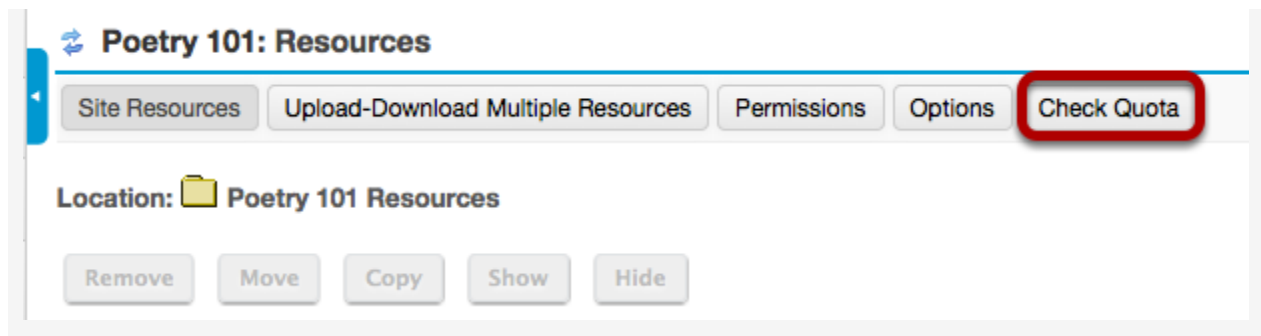 Poetry 101: Resources
Site Resources Upload-Download Multiple Resources Permissions Options Check Quota
Location: Poetry 101 Resources
Remove Move Copy Show Hide